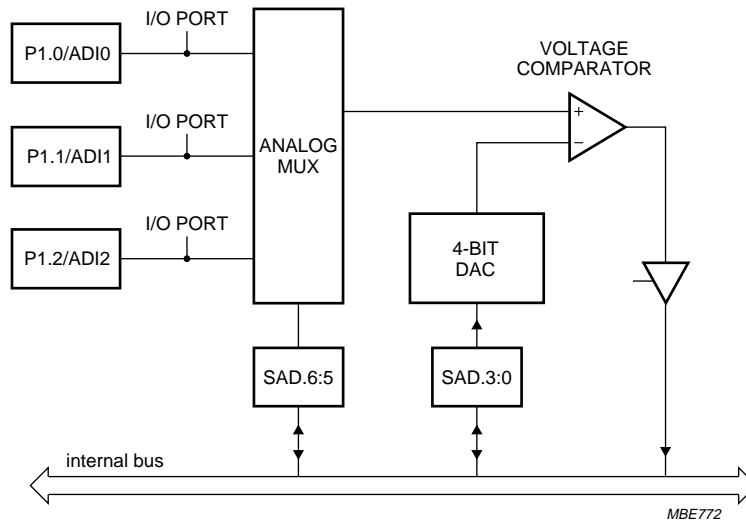 I/O PORT
P1.0/ADI0
I/O PORT
P1.1/ADI1
I/O PORT
P1.2/ADI2
ANALOG
MUX
VOLTAGE
COMPARATOR
+
−
4-BIT
DAC
SAD.6:5
SAD.3:0
internal bus
MBE772